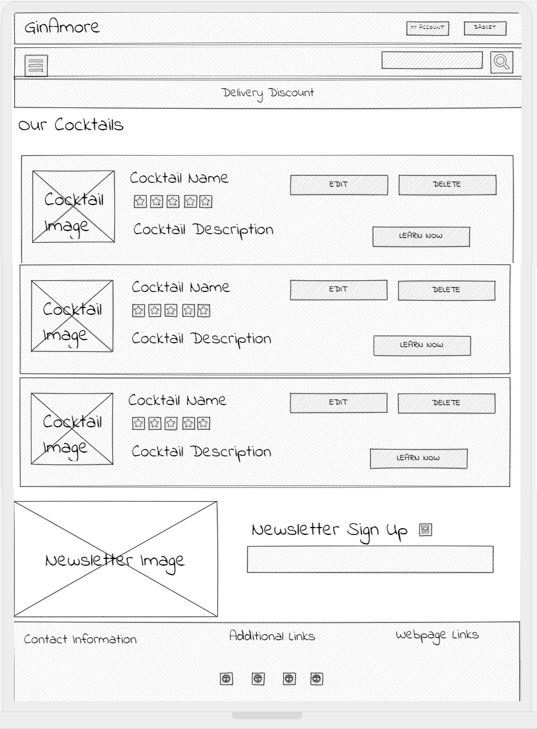 GinAmore
MY ACCOUNT
BASKET
Delivery Discount
Our Cocktails
Cocktail Image
Cocktail Name
EDIT
DELETE
Cocktail Description
LEARN NOW
Cocktail Image
Cocktail Name
EDIT
DELETE
Cocktail Description
LEARN NOW
Cocktail Image
Cocktail Name
EDIT
DELETE
Cocktail Description
LEARN NOW
Newsletter Image
Newsletter Sign Up
Contact Information
Additional Links
Webpage Links